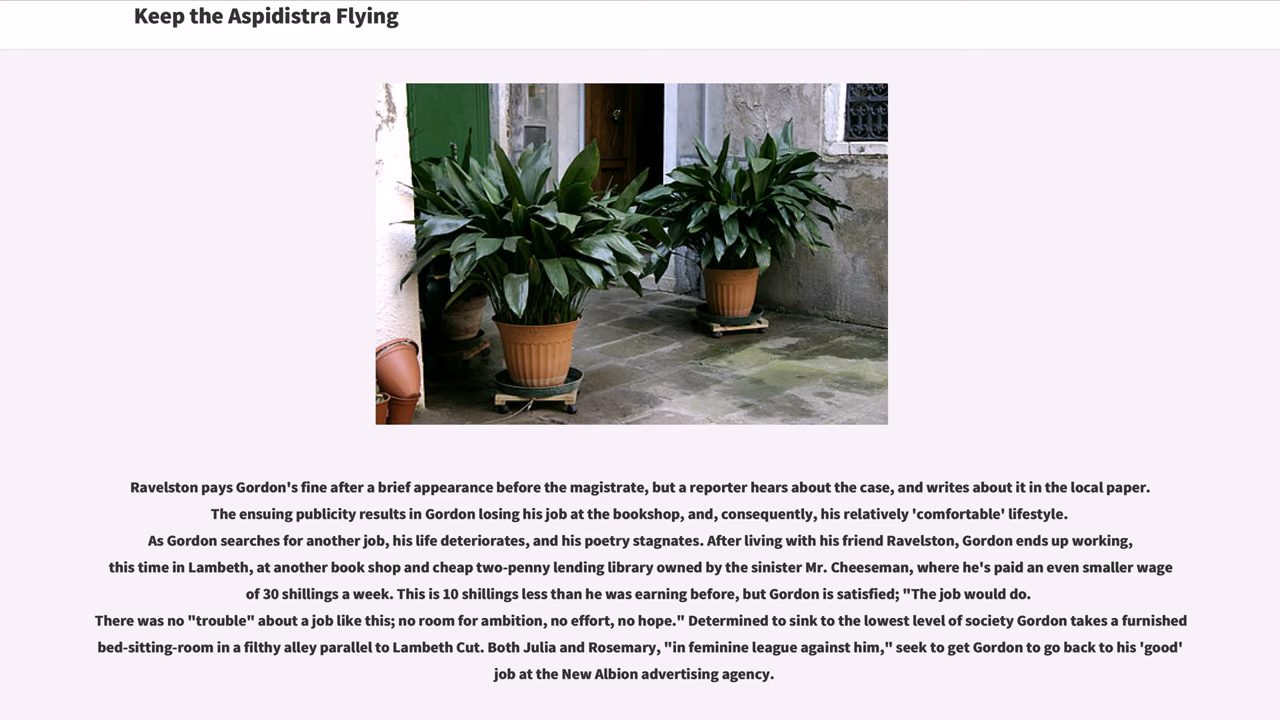 Keep the Aspidistra Flying
Ravelston pays Gordon's fine after a brief appearance before the magistrate, but a reporter hears about the case, and writes about it in the local paper.
The ensuing publicity results in Gordon losing his job at the bookshop, and, consequently, his relatively 'comfortable' lifestyle.
As Gordon searches for another job, his life deteriorates, and his poetry stagnates. After living with his friend Ravelston, Gordon ends up working,
this time in Lambeth, at another book shop and cheap two-penny lending library owned by the sinister Mr. Cheeseman, where he's paid an even smaller wage
of 30 shillings a week. This is 10 shillings less than he was earning before, but Gordon is satisfied; "The job would do.
There was no "trouble" about a job like this; no room for ambition, no effort, no hope." Determined to sink to the lowest level of society Gordon takes a furnished
bed-sitting-room in a filthy alley parallel to Lambeth Cut. Both Julia and Rosemary, "in feminine league against him," seek to get Gordon to go back to his 'good'
job at the New Albion advertising agency.